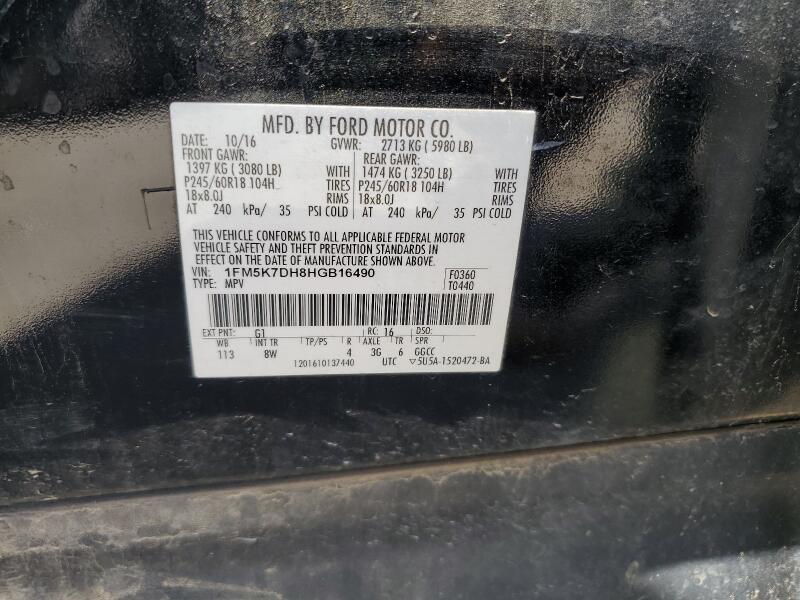 MFD. BY FORD MOTOR CO.
DATE: 10/16 GVWR: 2713 KG ( 5980 LB)
FRONT GAWR: REAR GAWR:
1397 KG ( 3080 LB) WITH 1474 KG ( 3250 LB) WITH
P245/60R18 104H TIRES P245/60R18 104H TIRES
18x8.0J RIMS 18x8.0J RIMS
AT 240 kPa/ 35 PSI COLD AT 240 kPa/ 35 PSI COLD
THIS VEHICLE CONFORMS TO ALL APPLICABLE FEDERAL MOTOR
VEHICLE SAFETY AND THEFT PREVENTION STANDARDS IN
EFFECT ON THE DATE OF MANUFACTURE SHOWN ABOVE.
VIN: 1FM5K7DH8HGB16490 F0360
TYPE: MPV T0440
EXT PNT: G1 RC: 16 DSO:
WB INT TR TP/PS R AXLE TR SPR
113 8W 4 3G 6 GGCC
1201610137440 UTC ▽5U5A-1520472-BA